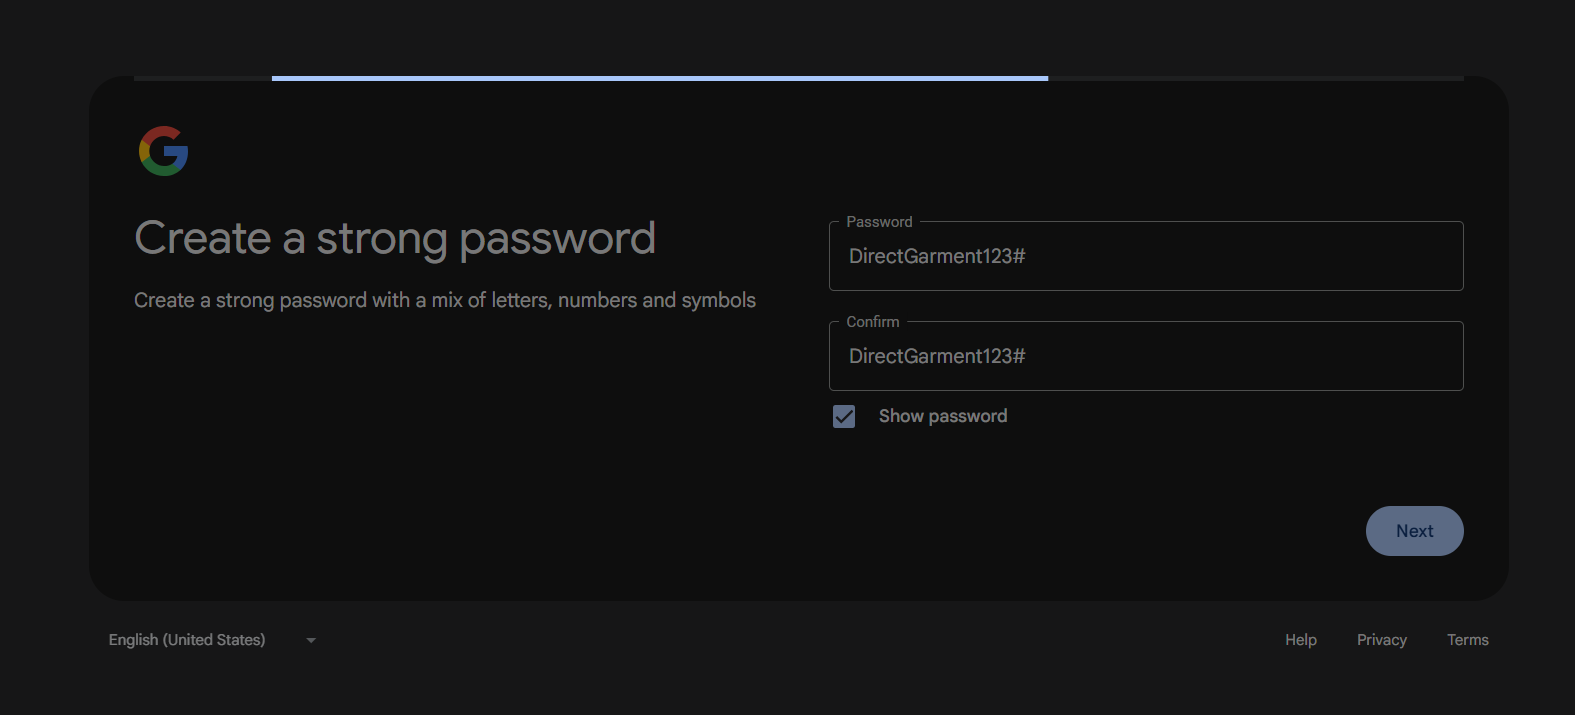 Create a strong password
Create a strong password with a mix of letters, numbers and symbols
Password
DirectGarment123#
Confirm
DirectGarment123#
Show password
Next
English (United States)
Help
Privacy
Terms